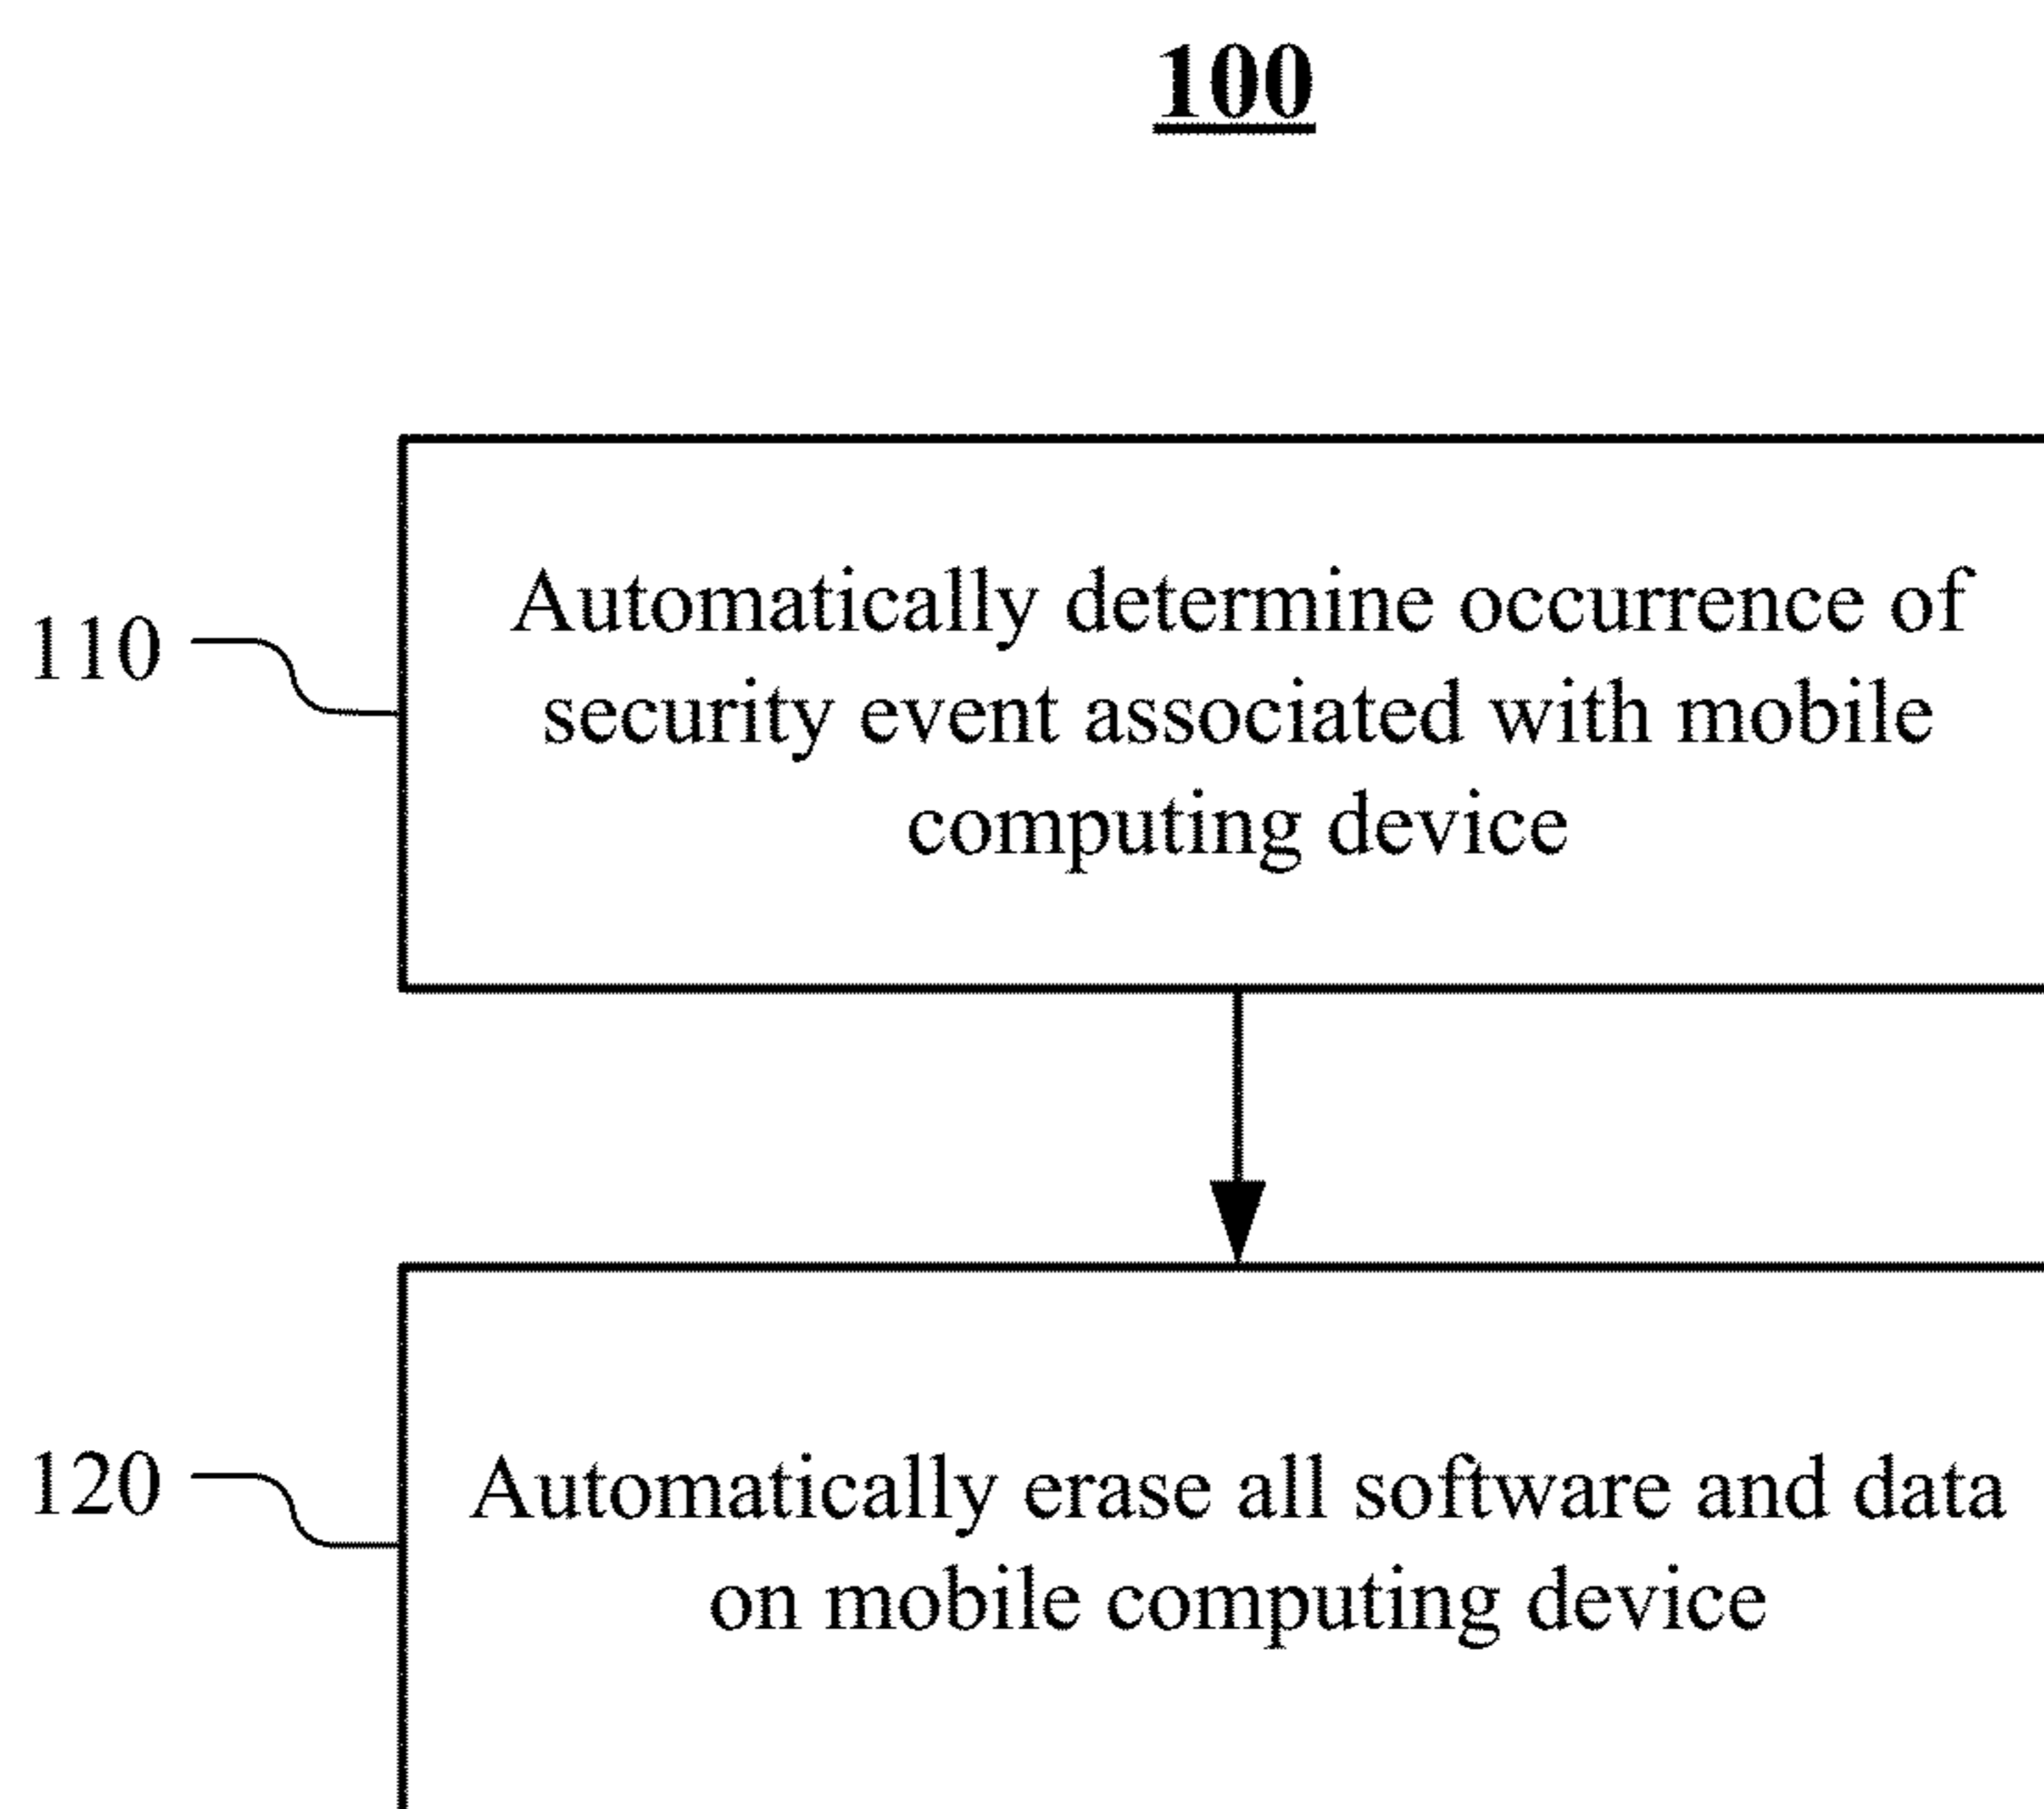 100
110
Automatically determine occurrence of
security event associated with mobile
computing device
120
Automatically erase all software and data
on mobile computing device